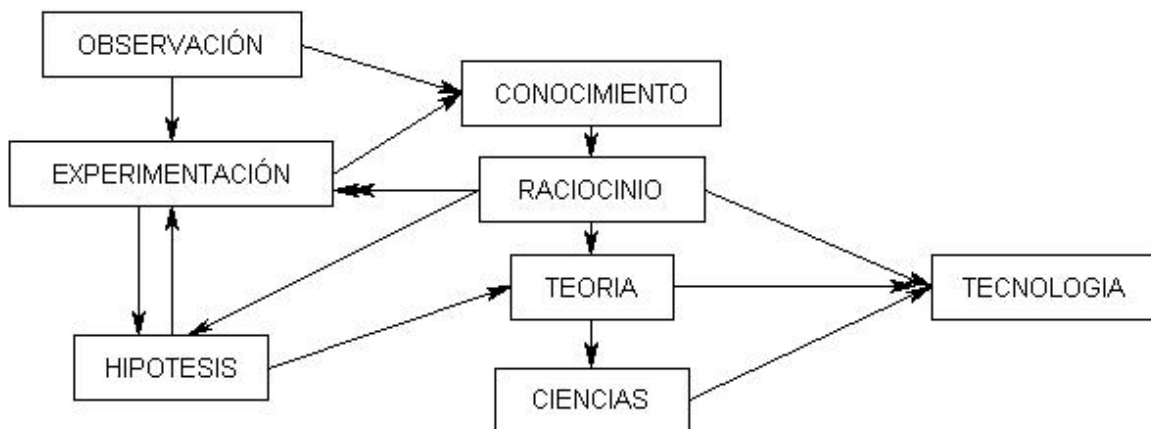 OBSERVACIÓN
CONOCIMIENTO
EXPERIMENTACIÓN
RACIOCINIO
TEORIA
TECNOLOGIA
HIPOTESIS
CIENCIAS